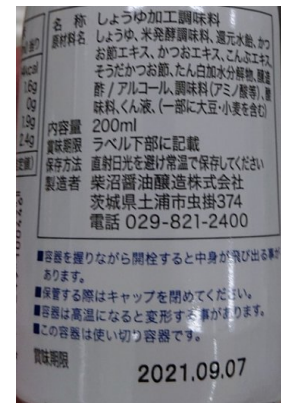 名 称 しょうゆ加工調味料
原材料名 しょうゆ、米発酵調味料、還元水飴、かつ
お節エキス、かつおエキス、こんぶエキス、
そうだかつお節、たん白加水分解物、醸造
酢/アルコール、調味料(アミノ酸等)、酸
味料、くん液、(一部に大豆・小麦を含む)
内容量 200ml
賞味期限 ラベル下部に記載
保存方法 直射日光を避け常温で保存してください
製造者 柴沼醤油醸造株式会社
茨城県土浦市虫掛374
電話 029-821-2400
kcal
1.6g
0g
1.9g
2.4g
■容器を握りながら開栓すると中身が飛び出る事が
あります。
■保管する際はキャップを閉めてください。
■容器は高温になると変形する事があります。
■この容器は使い切り容器です。
賞味期限
2021.09.07